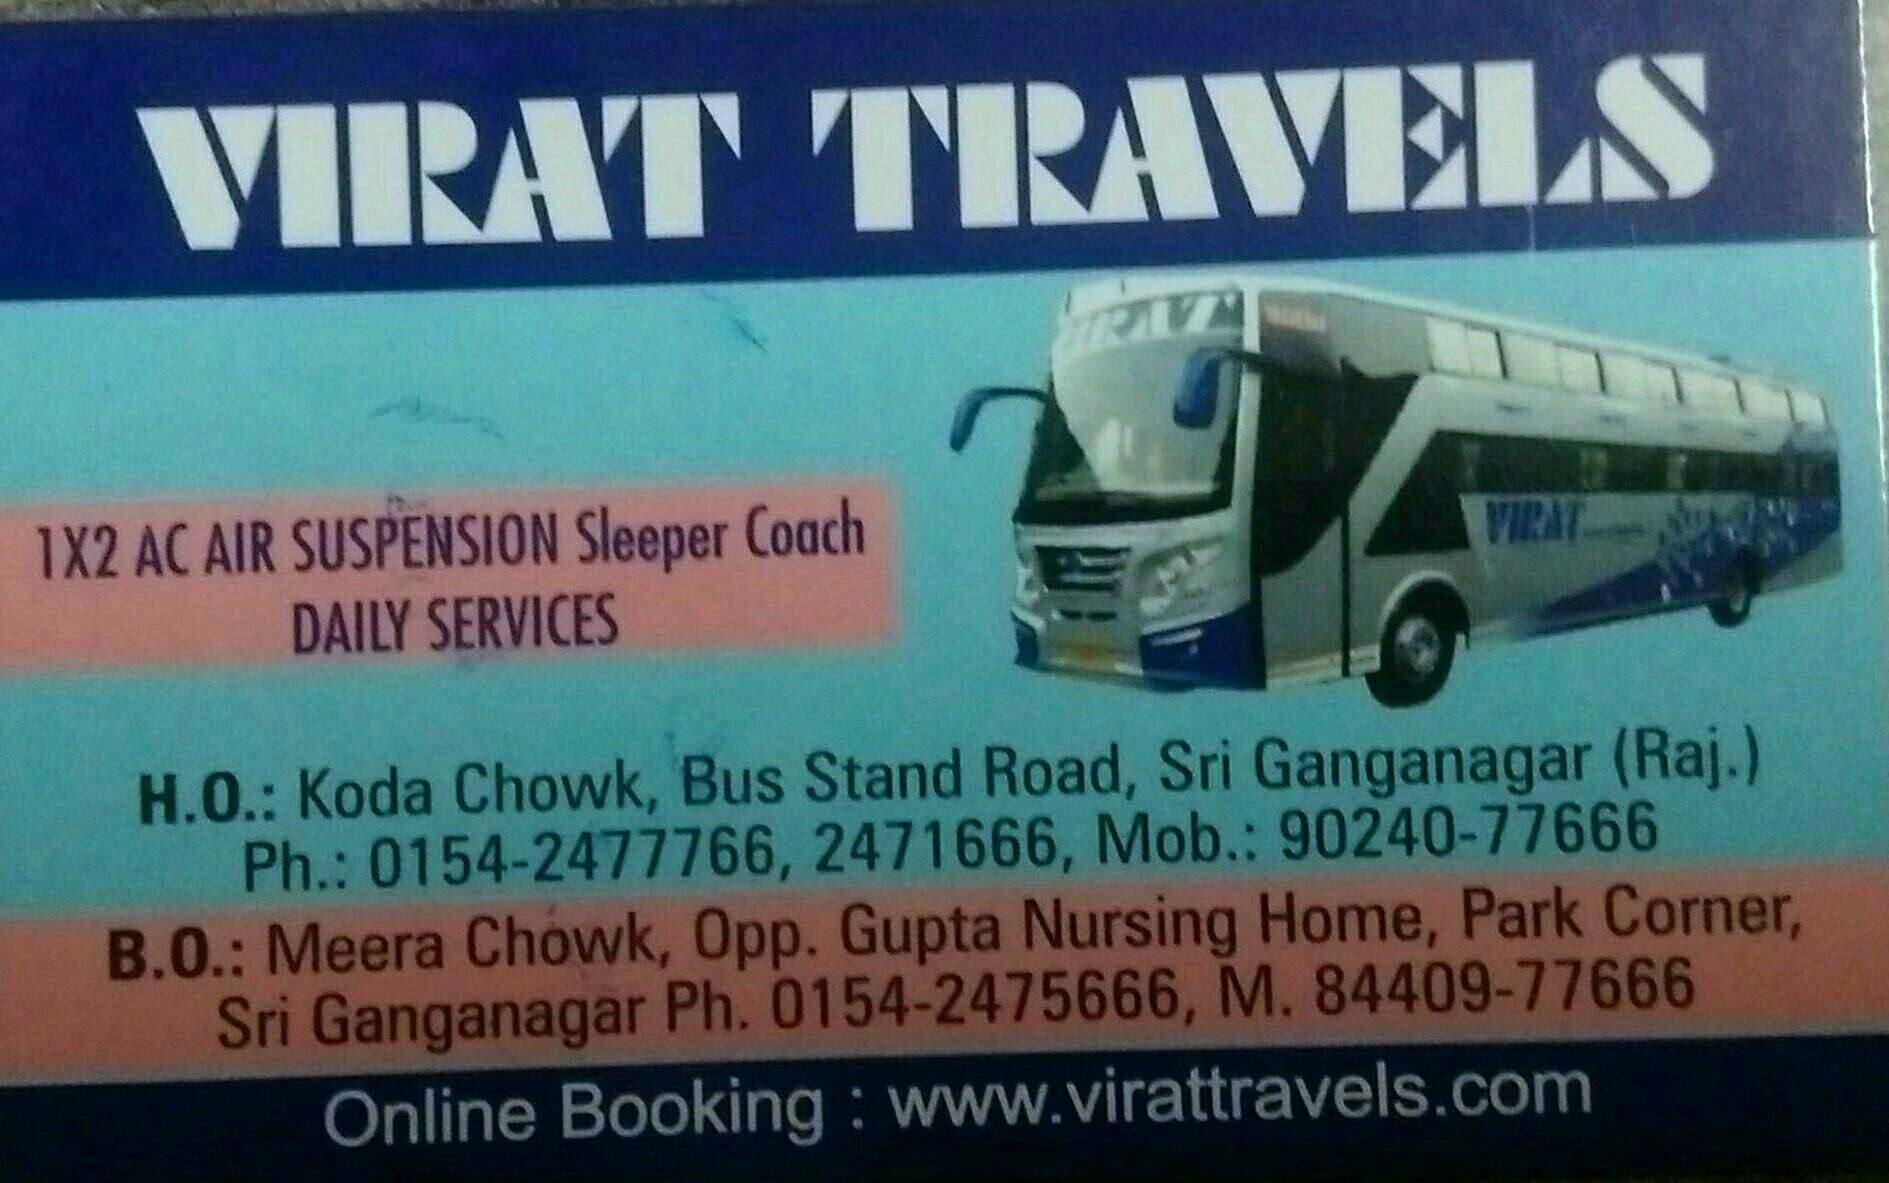 VIRAT TRAVELS
VIRAT
1X2 AC AIR SUSPENSION Sleeper Coach
DAILY SERVICES
H.O.: Koda Chowk, Bus Stand Road, Sri Ganganagar (Raj.)
Ph.: 0154-2477766, 2471666, Mob.: 90240-77666
B.O.: Meera Chowk, Opp. Gupta Nursing Home, Park Corner,
Sri Ganganagar Ph. 0154-2475666, M. 84409-77666
Online Booking : www.virattravels.com